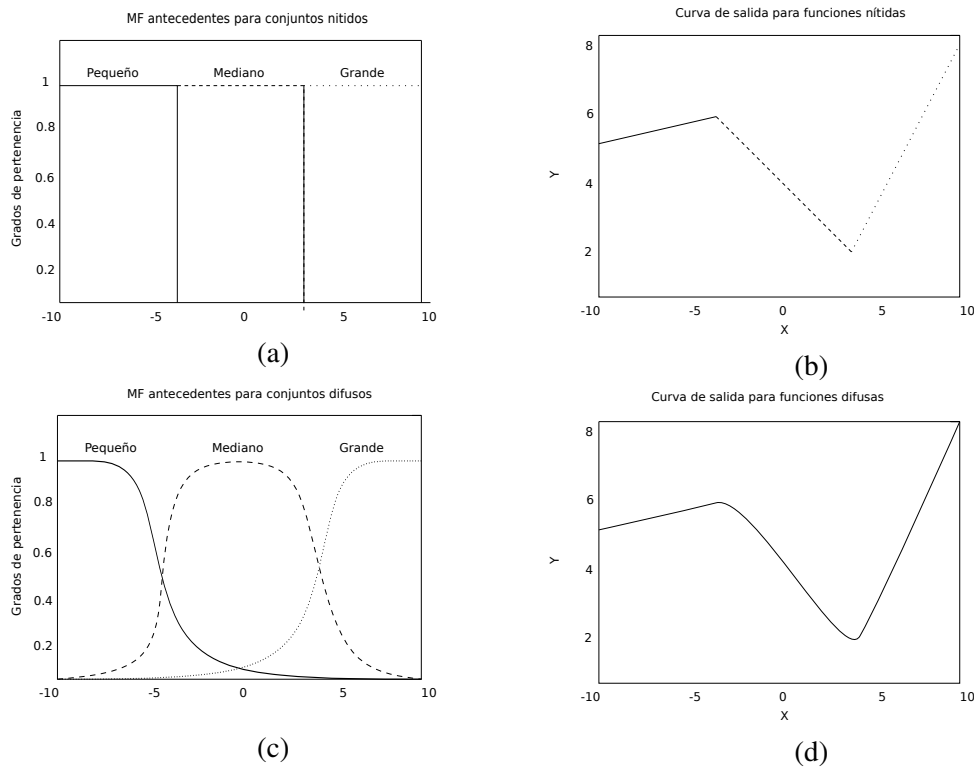 MF antecedentes para conjuntos nitidos
Pequeño Mediano Grande
Grados de pertenencia
1
0.8
0.6
0.4
0.2
-10 -5 0 5 10
(a)
Curva de salida para funciones nítidas
Y
8
6
4
2
-10 -5 0 5 10
X
(b)
MF antecedentes para conjuntos difusos
Pequeño Mediano Grande
Grados de pertenencia
1
0.8
0.6
0.4
0.2
-10 -5 0 5 10
(c)
Curva de salida para funciones difusas
Y
8
6
4
2
-10 -5 0 5 10
X
(d)